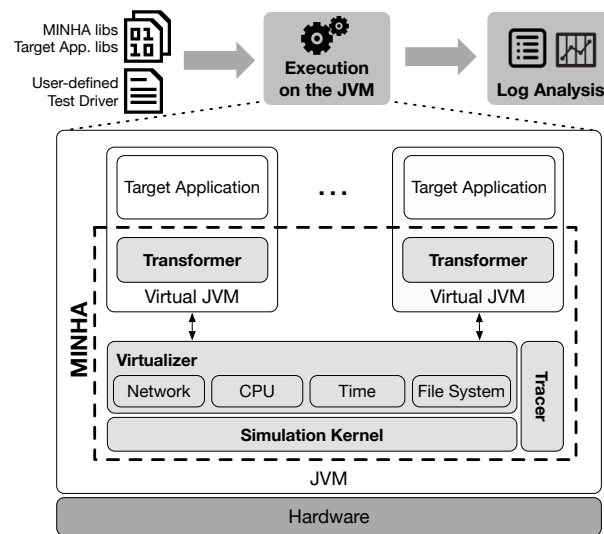 MINHA libs
Target App. libs
User-defined
Test Driver
Execution
on the JVM
Log Analysis
Target Application
...
Target Application
Transformer
Transformer
Virtual JVM
Virtual JVM
MINHA
Virtualizer
Network
CPU
Time
File System
Tracer
Simulation Kernel
JVM
Hardware